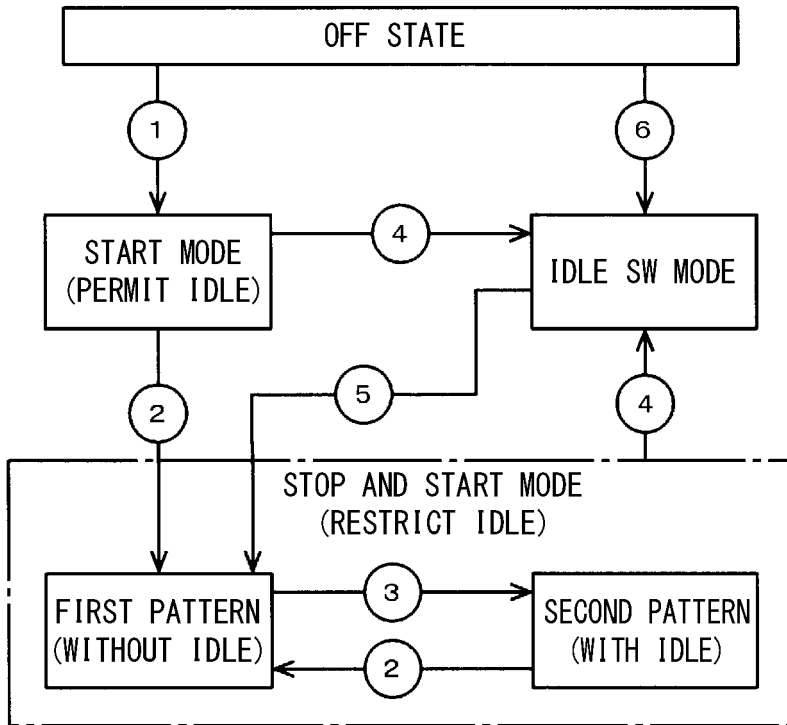 OFF STATE
1
6
START MODE
(PERMIT IDLE)
4
IDLE SW MODE
2
5
4
STOP AND START MODE
(RESTRICT IDLE)
FIRST PATTERN
(WITHOUT IDLE)
3
SECOND PATTERN
(WITH IDLE)
2